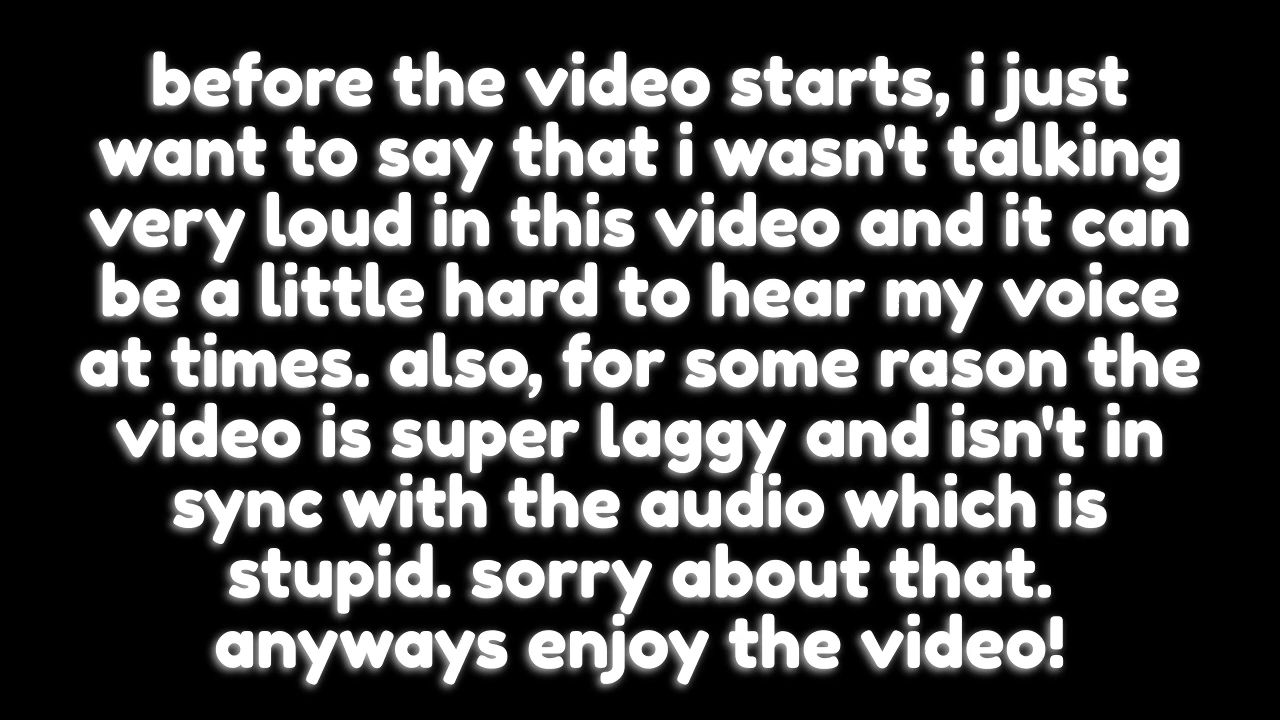 before the video starts, i just
want to say that i wasn't talking
very loud in this video and it can
be a little hard to hear my voice
at times. also, for some rason the
video is super laggy and isn't in
sync with the audio which is
stupid. sorry about that.
anyways enjoy the video!